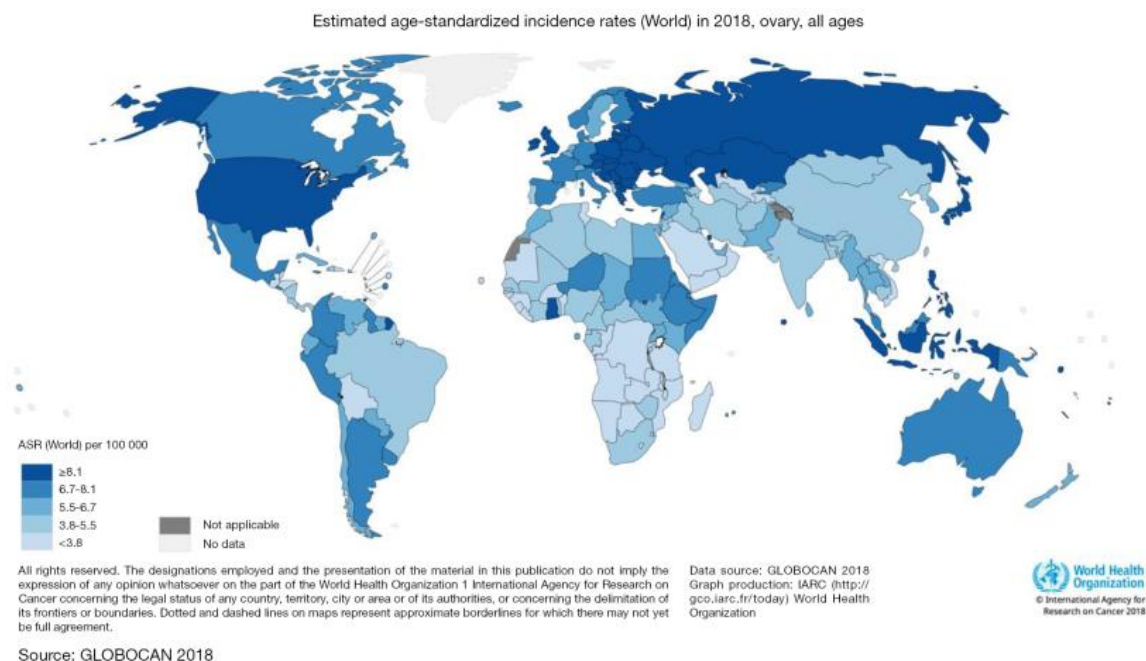 Estimated age-standardized incidence rates (World) in 2018, ovary, all ages
ASR (World) per 100 000
≥8.1
6.7-8.1
5.5-6.7
3.8-5.5
<3.8
Not applicable
No data
All rights reserved. The designations employed and the presentation of the material in this publication do not imply the
expression of any opinion whatsoever on the part of the World Health Organization 1 International Agency for Research on
Cancer concerning the legal status of any country, territory, city or area or of its authorities, or concerning the delimitation of
its frontiers or boundaries. Dotted and dashed lines on maps represent approximate borderlines for which there may not yet
be full agreement.
Data source: GLOBOCAN 2018
Graph production: IARC (http://
gco.iarc.fr/today) World Health
Organization
World Health
Organization
© International Agency for
Research on Cancer 2018
Source: GLOBOCAN 2018